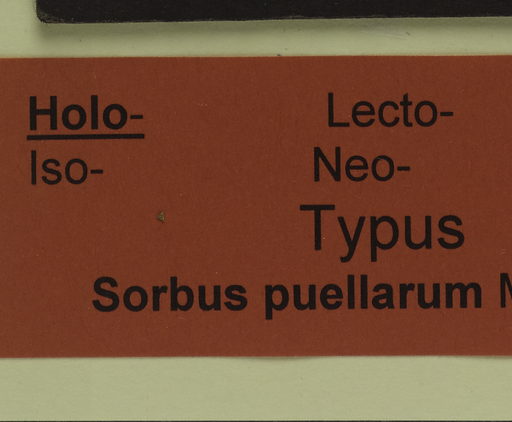 Holo- Lecto-
Iso- Neo-
Typus
Sorbus puellarum